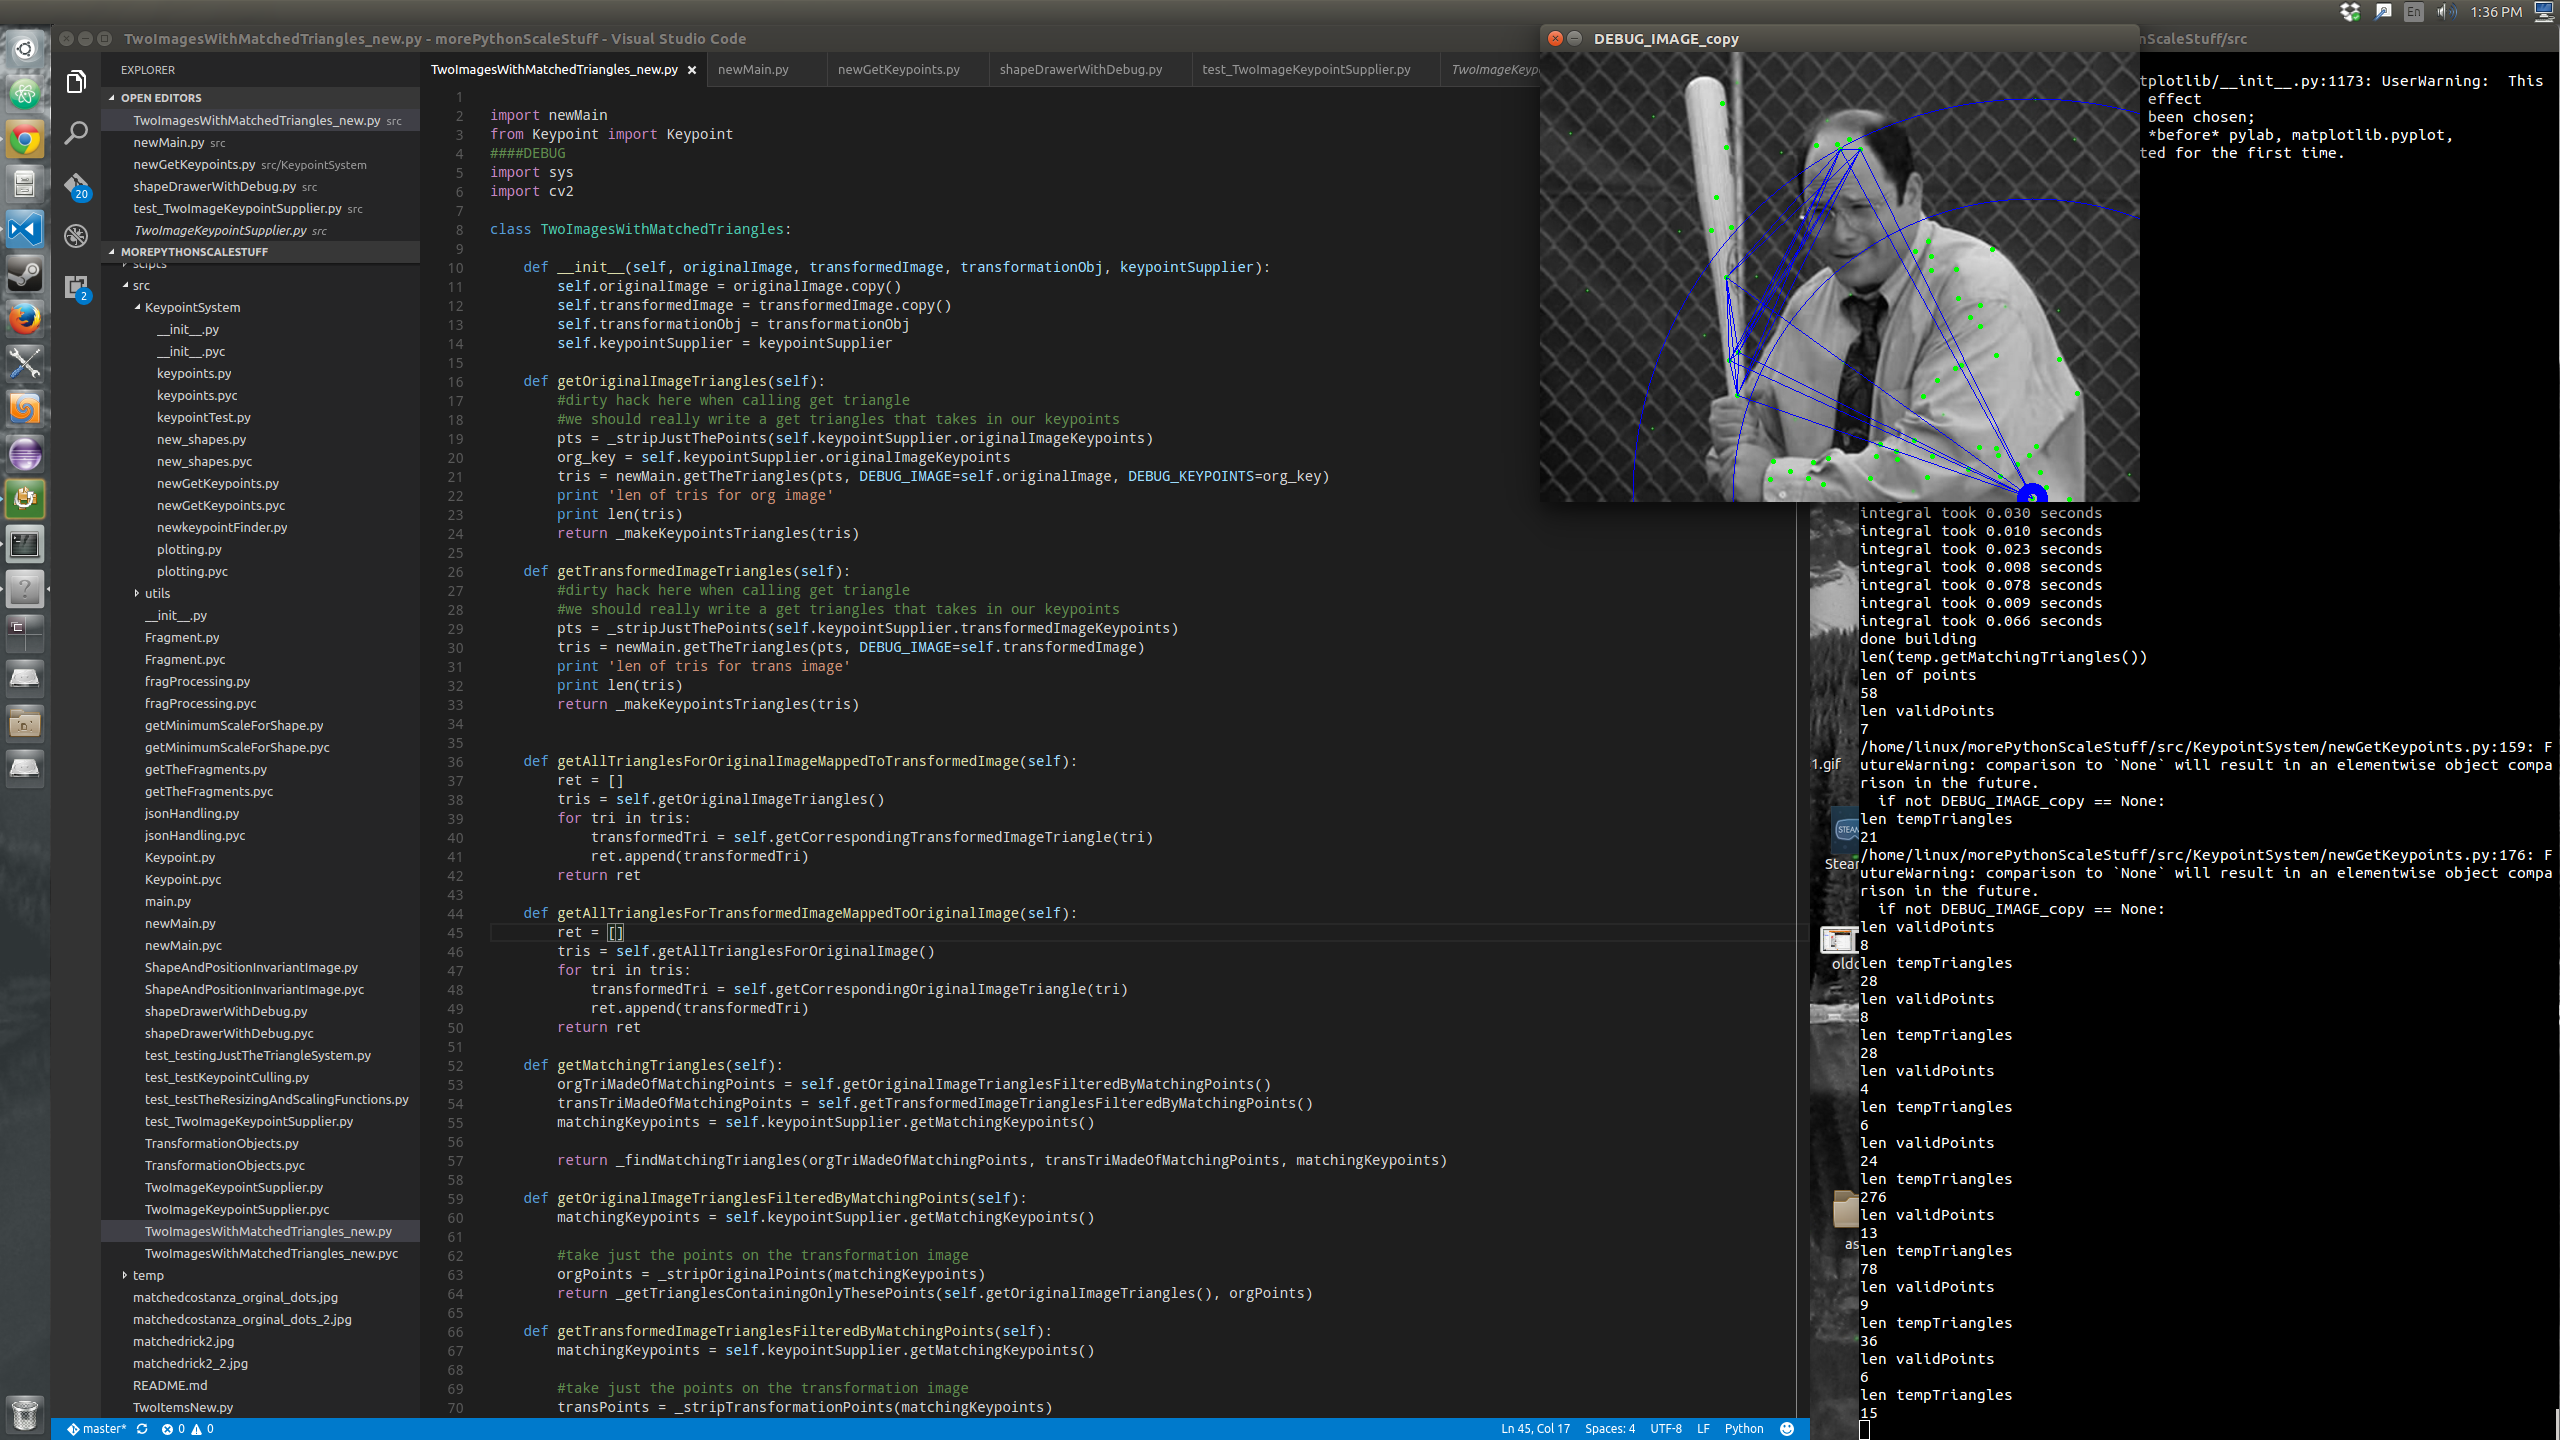 En
1:36 PM
TwoImagesWithMatchedTriangles_new.py - morePythonScaleStuff - Visual Studio Code
EXPLORER
OPEN EDITORS
TwoImagesWithMatchedTriangles_new.py src
newMain.py src
newGetKeypoints.py src/KeypointSystem
shapeDrawerWithDebug.py src
test_TwoImageKeypointSupplier.py src
TwoImageKeypointSupplier.py src
20
2
MOREPYTHONSCALESTUFF
scipts
src
KeypointSystem
__init__.py
__init__.pyc
keypoints.py
keypoints.pyc
keypointTest.py
new_shapes.py
new_shapes.pyc
newGetKeypoints.py
newGetKeypoints.pyc
newkeypointFinder.py
plotting.py
plotting.pyc
utils
__init__.py
Fragment.py
Fragment.pyc
fragProcessing.py
fragProcessing.pyc
getMinimumScaleForShape.py
getMinimumScaleForShape.pyc
getTheFragments.py
getTheFragments.pyc
jsonHandling.py
jsonHandling.pyc
Keypoint.py
Keypoint.pyc
main.py
newMain.py
newMain.pyc
ShapeAndPositionInvariantImage.py
ShapeAndPositionInvariantImage.pyc
shapeDrawerWithDebug.py
shapeDrawerWithDebug.pyc
test_testingJustTheTriangleSystem.py
test_testKeypointCulling.py
test_testTheResizingAndScalingFunctions.py
test_TwoImageKeypointSupplier.py
TransformationObjects.py
TransformationObjects.pyc
TwoImageKeypointSupplier.py
TwoImageKeypointSupplier.pyc
TwoImagesWithMatchedTriangles_new.py
TwoImagesWithMatchedTriangles_new.pyc
temp
matchedcostanza_orginal_dots.jpg
matchedcostanza_orginal_dots_2.jpg
matchedrick2.jpg
matchedrick2_2.jpg
README.md
TwoItemsNew.py
TwoImagesWithMatchedTriangles_new.py
newMain.py
newGetKeypoints.py
shapeDrawerWithDebug.py
test_TwoImageKeypointSupplier.py
TwoImageKeyp
1
2 import newMain
3 from Keypoint import Keypoint
4 ####DEBUG
5 import sys
6 import cv2
7
8 class TwoImagesWithMatchedTriangles:
9
10 def __init__(self, originalImage, transformedImage, transformationObj, keypointSupplier):
11 self.originalImage = originalImage.copy()
12 self.transformedImage = transformedImage.copy()
13 self.transformationObj = transformationObj
14 self.keypointSupplier = keypointSupplier
15
16 def getOriginalImageTriangles(self):
17 #dirty hack here when calling get triangle
18 #we should really write a get triangles that takes in our keypoints
19 pts = _stripJustThePoints(self.keypointSupplier.originalImageKeypoints)
20 org_key = self.keypointSupplier.originalImageKeypoints
21 tris = newMain.getTheTriangles(pts, DEBUG_IMAGE=self.originalImage, DEBUG_KEYPOINTS=org_key)
22 print 'len of tris for org image'
23 print len(tris)
24 return _makeKeypointsTriangles(tris)
25
26 def getTransformedImageTriangles(self):
27 #dirty hack here when calling get triangle
28 #we should really write a get triangles that takes in our keypoints
29 pts = _stripJustThePoints(self.keypointSupplier.transformedImageKeypoints)
30 tris = newMain.getTheTriangles(pts, DEBUG_IMAGE=self.transformedImage)
31 print 'len of tris for trans image'
32 print len(tris)
33 return _makeKeypointsTriangles(tris)
34
35
36 def getAllTrianglesForOriginalImageMappedToTransformedImage(self):
37 ret = []
38 tris = self.getOriginalImageTriangles()
39 for tri in tris:
40 transformedTri = self.getCorrespondingTransformedImageTriangle(tri)
41 ret.append(transformedTri)
42 return ret
43
44 def getAllTrianglesForTransformedImageMappedToOriginalImage(self):
45 ret = []
46 tris = self.getAllTrianglesForOriginalImage()
47 for tri in tris:
48 transformedTri = self.getCorrespondingOriginalImageTriangle(tri)
49 ret.append(transformedTri)
50 return ret
51
52 def getMatchingTriangles(self):
53 orgTriMadeOfMatchingPoints = self.getOriginalImageTrianglesFilteredByMatchingPoints()
54 transTriMadeOfMatchingPoints = self.getTransformedImageTrianglesFilteredByMatchingPoints()
55 matchingKeypoints = self.keypointSupplier.getMatchingKeypoints()
56
57 return _findMatchingTriangles(orgTriMadeOfMatchingPoints, transTriMadeOfMatchingPoints, matchingKeypoints)
58
59 def getOriginalImageTrianglesFilteredByMatchingPoints(self):
60 matchingKeypoints = self.keypointSupplier.getMatchingKeypoints()
61
62 #take just the points on the transformation image
63 orgPoints = _stripOriginalPoints(matchingKeypoints)
64 return _getTrianglesContainingOnlyThesePoints(self.getOriginalImageTriangles(), orgPoints)
65
66 def getTransformedImageTrianglesFilteredByMatchingPoints(self):
67 matchingKeypoints = self.keypointSupplier.getMatchingKeypoints()
68
69 #take just the points on the transformation image
70 transPoints = _stripTransformationPoints(matchingKeypoints)
master* 0 0
Ln 45, Col 17 Spaces: 4 UTF-8 LF Python
DEBUG_IMAGE_copy
nScaleStuff/src
tplotlib/__init__.py:1173: UserWarning: This
effect
been chosen;
*before* pylab, matplotlib.pyplot,
ted for the first time.
1.gif
Stear
oldc
as
integral took 0.030 seconds
integral took 0.010 seconds
integral took 0.023 seconds
integral took 0.008 seconds
integral took 0.078 seconds
integral took 0.009 seconds
integral took 0.066 seconds
done building
len(temp.getMatchingTriangles())
len of points
58
len validPoints
7
/home/linux/morePythonScaleStuff/src/KeypointSystem/newGetKeypoints.py:159: F
utureWarning: comparison to `None` will result in an elementwise object compa
rison in the future.
if not DEBUG_IMAGE_copy == None:
len tempTriangles
21
/home/linux/morePythonScaleStuff/src/KeypointSystem/newGetKeypoints.py:176: F
utureWarning: comparison to `None` will result in an elementwise object compa
rison in the future.
if not DEBUG_IMAGE_copy == None:
len validPoints
8
len tempTriangles
28
len validPoints
8
len tempTriangles
28
len validPoints
4
len tempTriangles
6
len validPoints
24
len tempTriangles
276
len validPoints
13
len tempTriangles
78
len validPoints
9
len tempTriangles
36
len validPoints
6
len tempTriangles
15